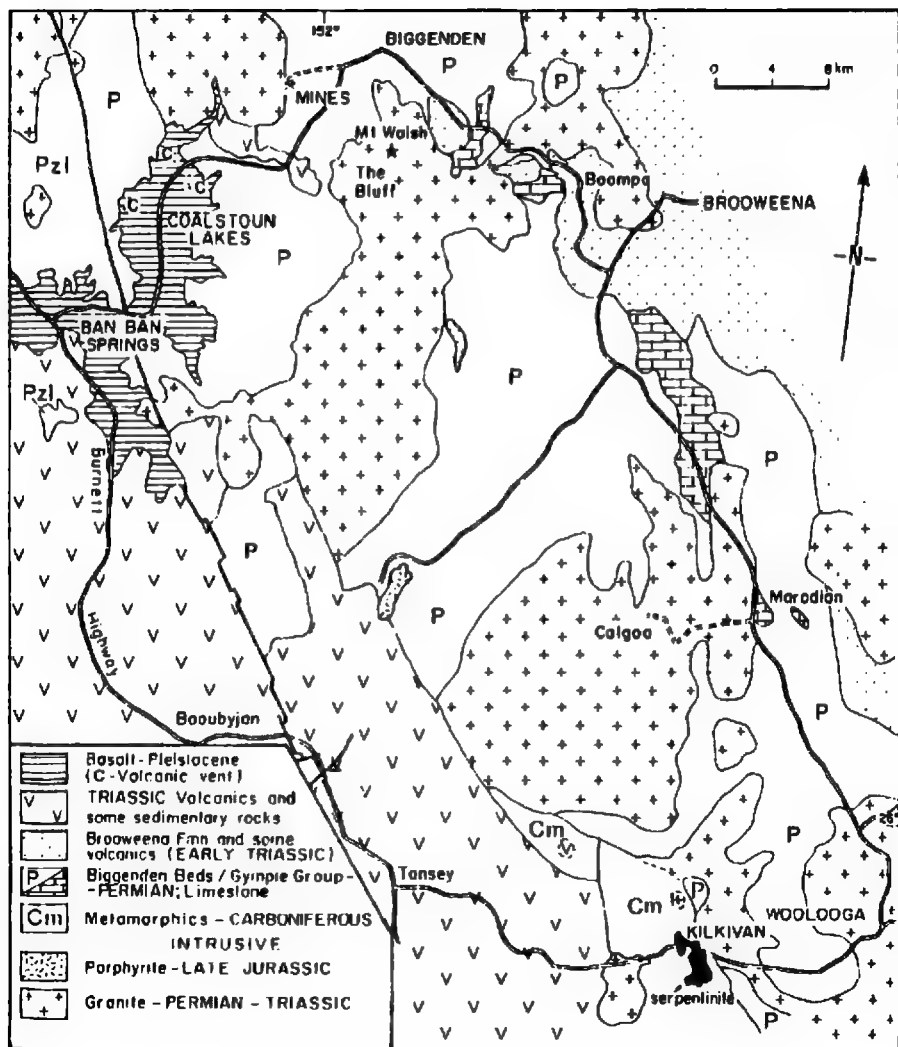 152°
BIGGENDEN
P
P
0 4 8 km
MINES
Mt Walsh
Pzl
The Bluff
C
C
C
Boompa
BROOWEENA
COALSTOUN
LAKES
P
-N-
BAN BAN
SPRINGS
P
Pzl
P
Burnett
P
Highway
P
Marodian
Calgoa
Booubyjan
P
26°
Cm
P
Tansey
Cm
P
WOOLOOGA
KILKIVAN
serpentinite
P
Basalt-Pleistocene
(C-Volcanic vent)
V TRIASSIC Volcanics and
some sedimentary rocks
Brooweena Fmn and some
volcanics (EARLY TRIASSIC)
P Biggenden Beds / Gympie Group-
-PERMIAN; Limestone
Cm Metamorphics - CARBONIFEROUS
INTRUSIVE
Porphyrite - LATE JURASSIC
Granite - PERMIAN - TRIASSIC